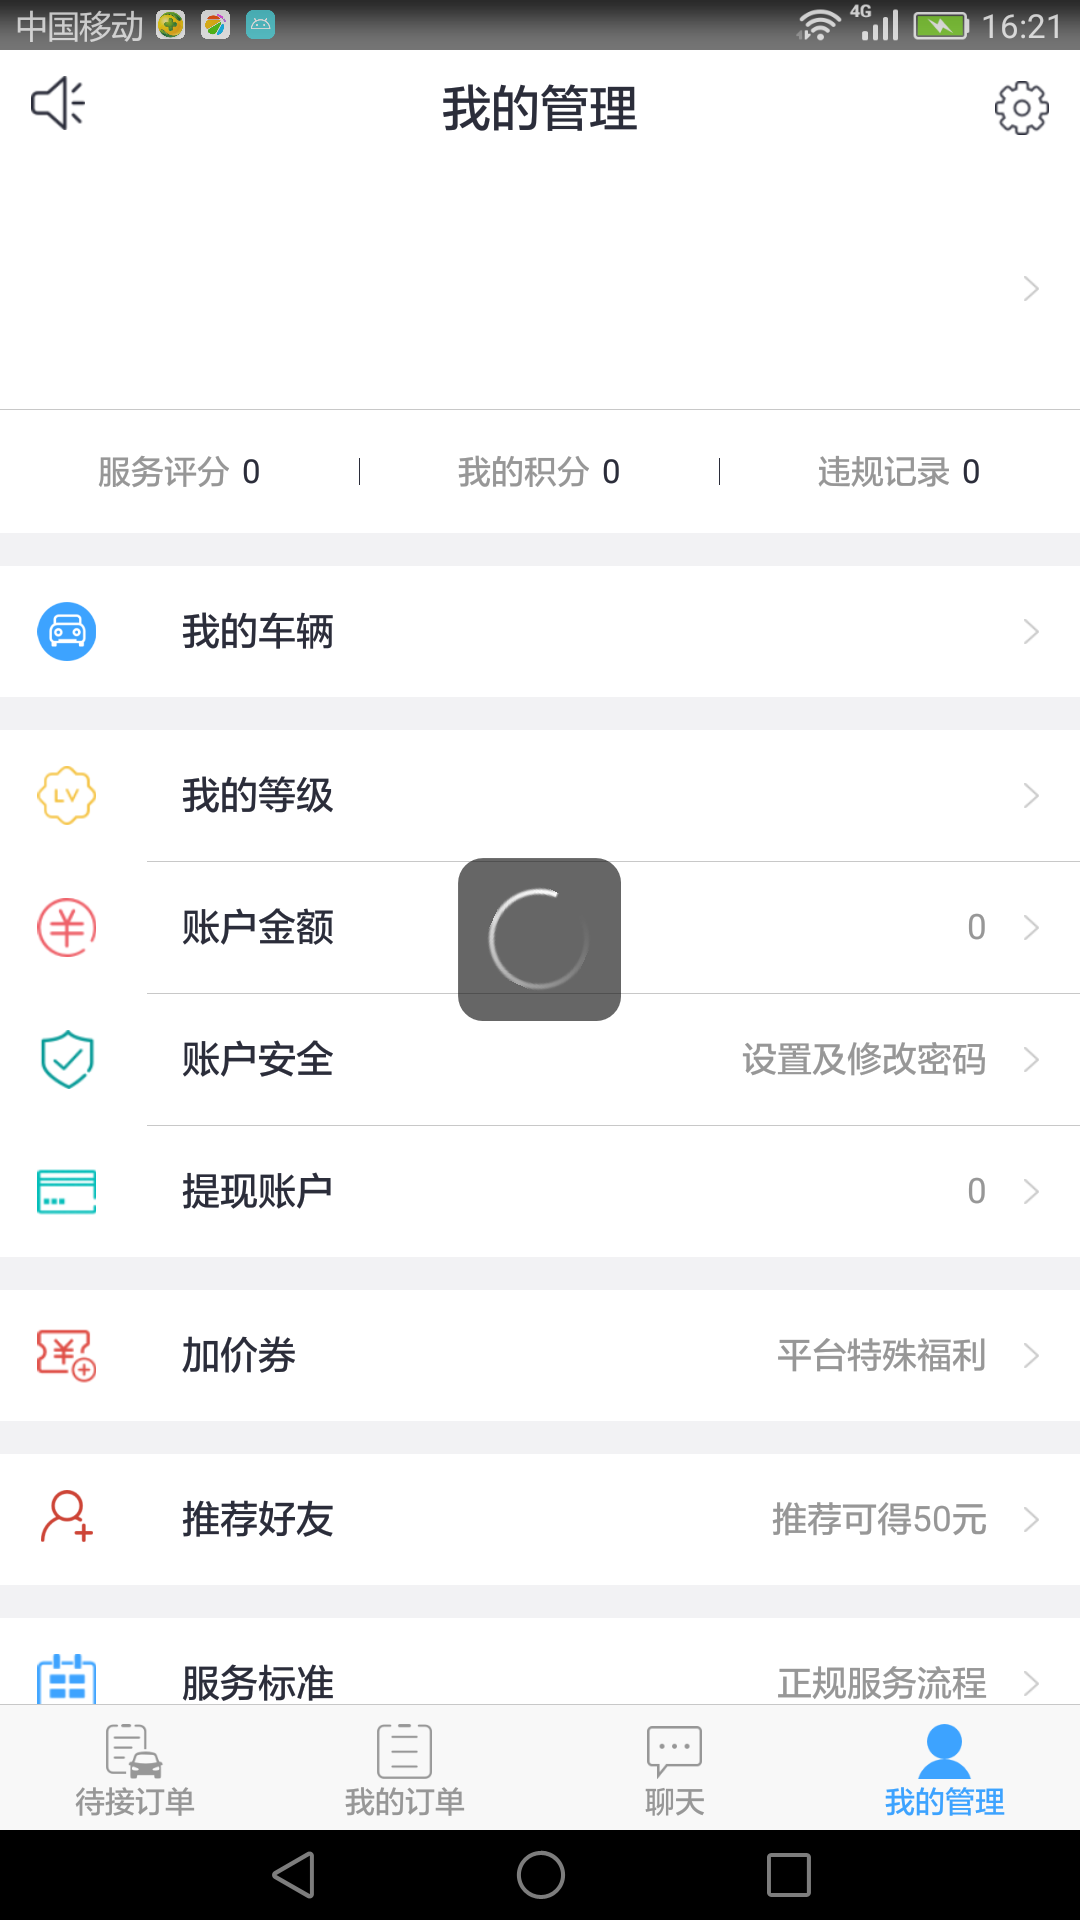 中国移动 4G 16:21
我的管理
服务评分 0 我的积分 0 违规记录 0
我的车辆
LV 我的等级
账户金额 0
账户安全 设置及修改密码
提现账户 0
加价券 平台特殊福利
推荐好友 推荐可得50元
服务标准 正规服务流程
待接订单 我的订单 聊天 我的管理